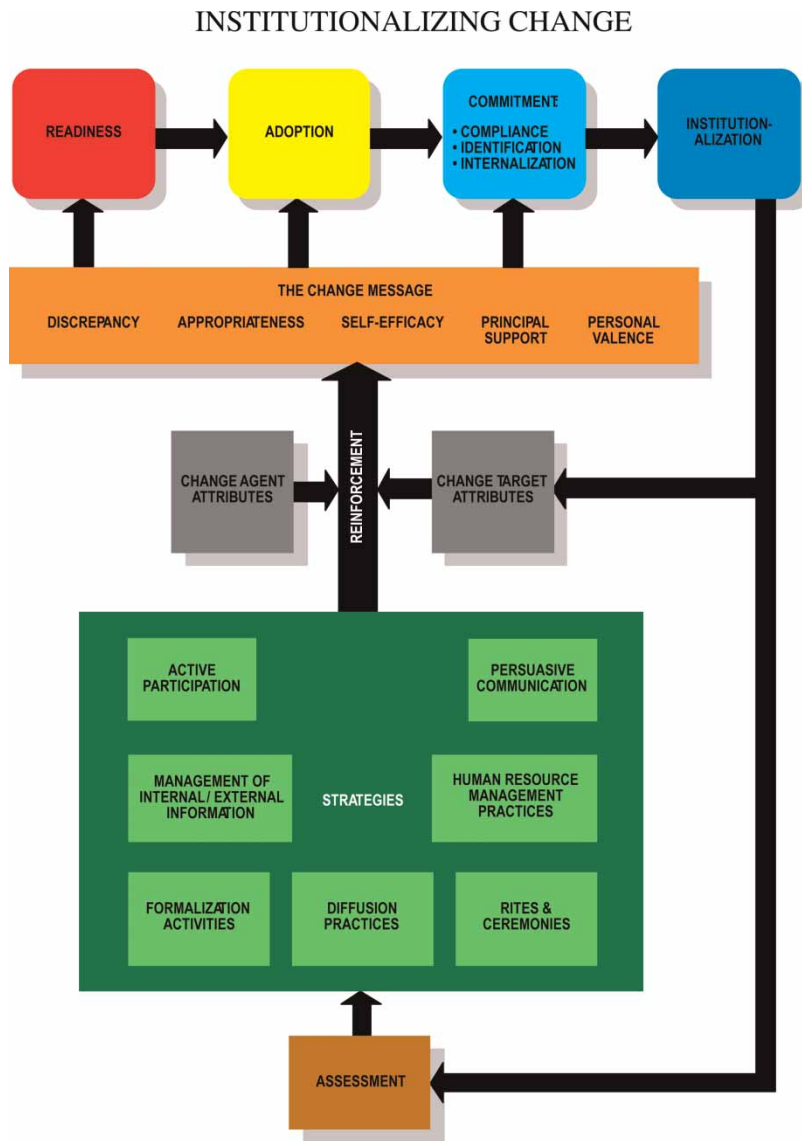 INSTITUTIONALIZING CHANGE
READINESS
ADOPTION
COMMITMENT:
• COMPLIANCE
• IDENTIFICATION
• INTERNALIZATION
INSTITUTION-
ALIZATION
THE CHANGE MESSAGE
DISCREPANCY
APPROPRIATENESS
SELF-EFFICACY
PRINCIPAL
SUPPORT
PERSONAL
VALENCE
CHANGE AGENT
ATTRIBUTES
REINFORCEMENT
CHANGE TARGET
ATTRIBUTES
ACTIVE
PARTICIPATION
PERSUASIVE
COMMUNICATION
MANAGEMENT OF
INTERNAL/ EXTERNAL
INFORMATION
STRATEGIES
HUMAN RESOURCE
MANAGEMENT
PRACTICES
FORMALIZATION
ACTIVITIES
DIFFUSION
PRACTICES
RITES &
CEREMONIES
ASSESSMENT